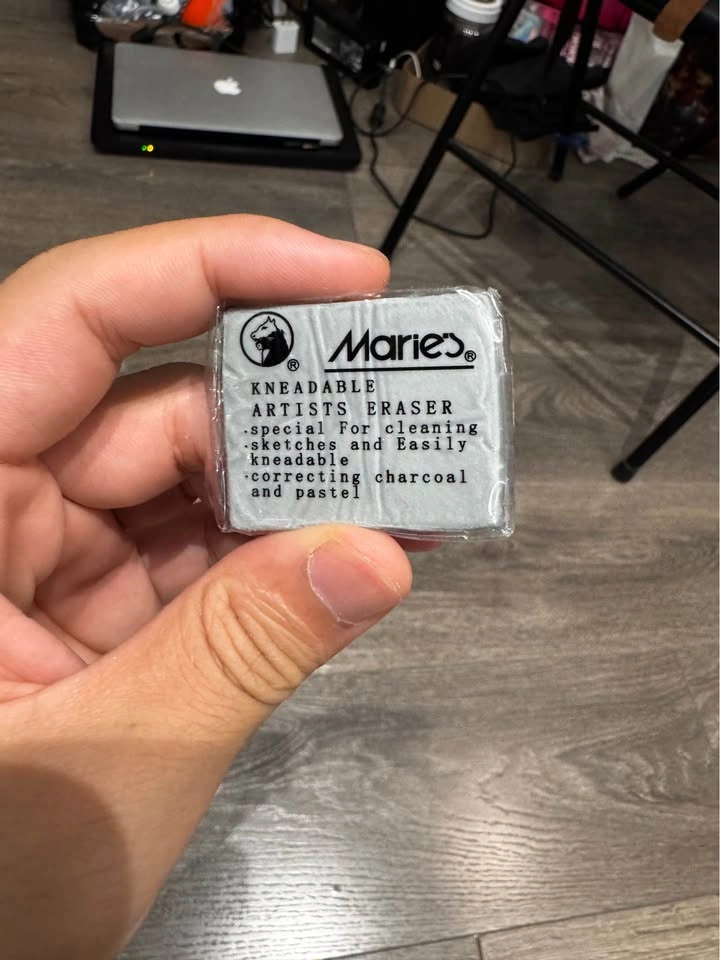 Marie's®
®
KNEADABLE
ARTISTS ERASER
·special For cleaning
·sketches and Easily
kneadable
·correcting charcoal
and pastel